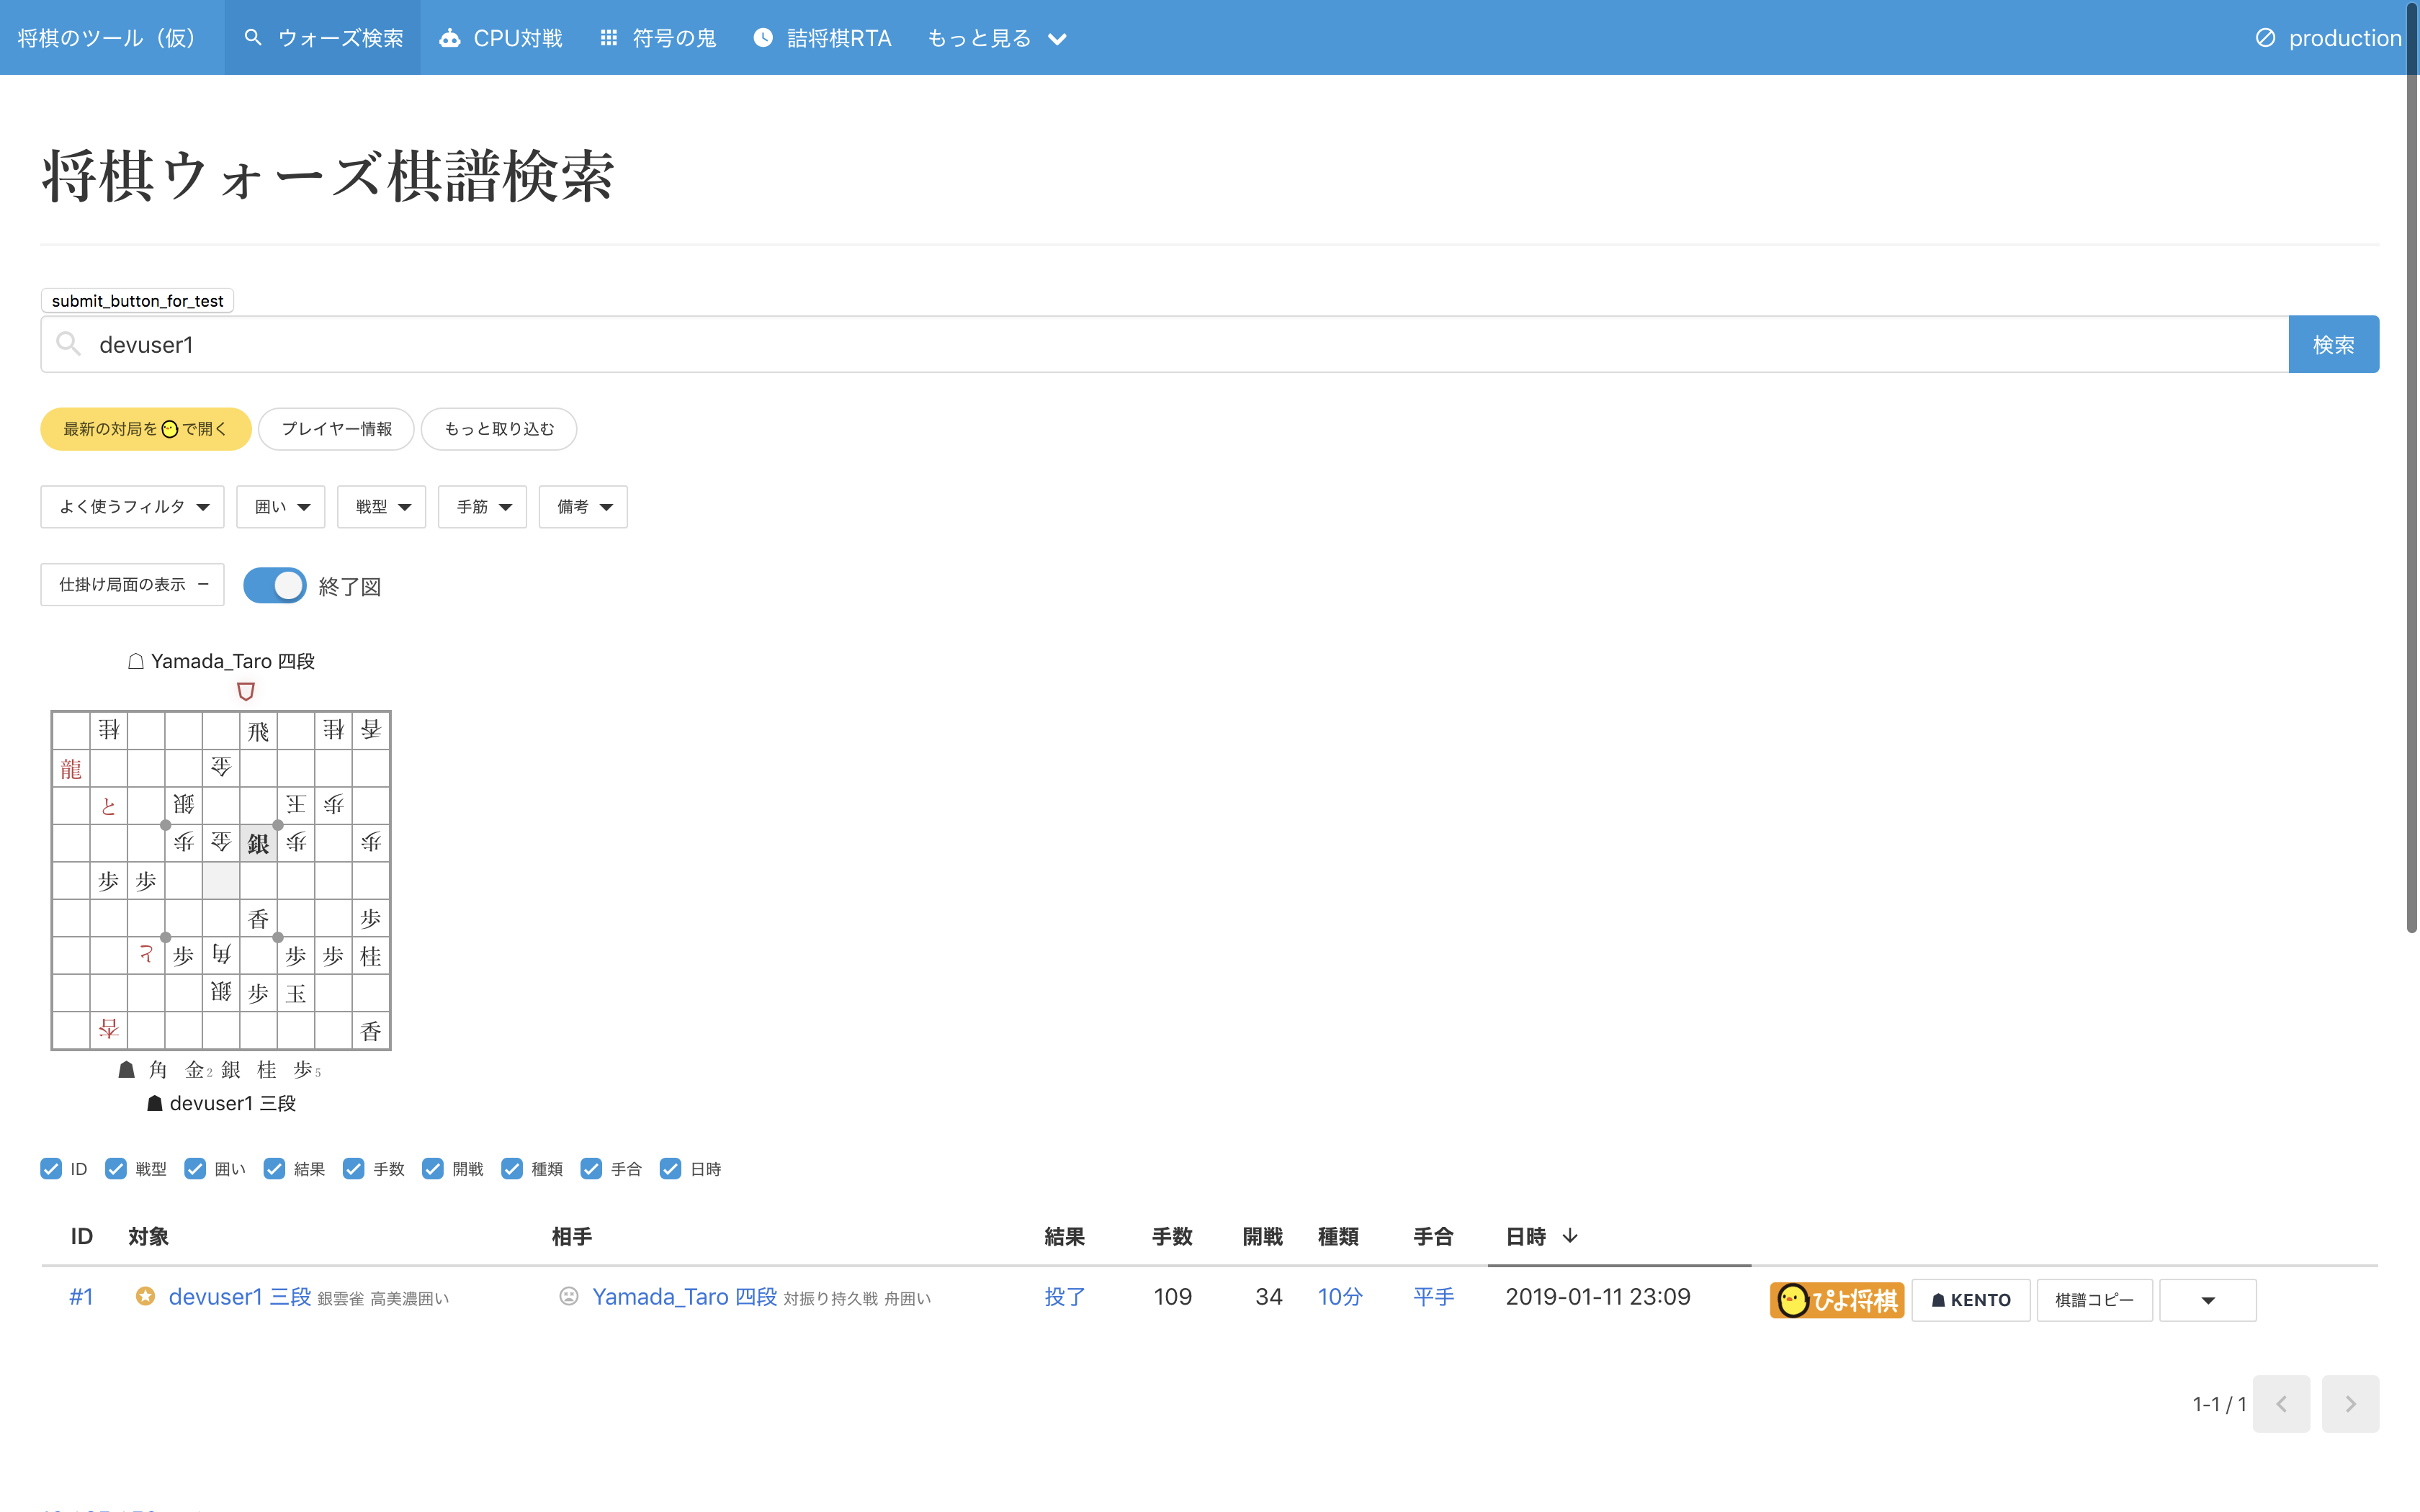 将棋のツール（仮） ウォーズ検索 CPU対戦 符号の鬼 詰将棋RTA もっと見る production
将棋ウォーズ棋譜検索
submit_button_for_test
devuser1 検索
最新の対局をで開く プレイヤー情報 もっと取り込む
よく使うフィルタ 囲い 戦型 手筋 備考
仕掛け局面の表示 − 終了図
☖ Yamada_Taro 四段
桂 飛 桂 香
龍 金
と 銀 王 歩
歩 金 銀 歩 歩
歩 歩
香 歩
と 歩 角 歩 歩 桂
銀 歩 玉
杏 香
☗ 角 金2 銀 桂 歩5
☗ devuser1 三段
ID 戦型 囲い 結果 手数 開戦 種類 手合 日時
ID 対象 相手 結果 手数 開戦 種類 手合 日時
#1 devuser1 三段 銀雲雀 高美濃囲い Yamada_Taro 四段 対振り持久戦 舟囲い 投了 109 34 10分 平手 2019-01-11 23:09 ぴよ将棋 KENTO 棋譜コピー
1-1 / 1